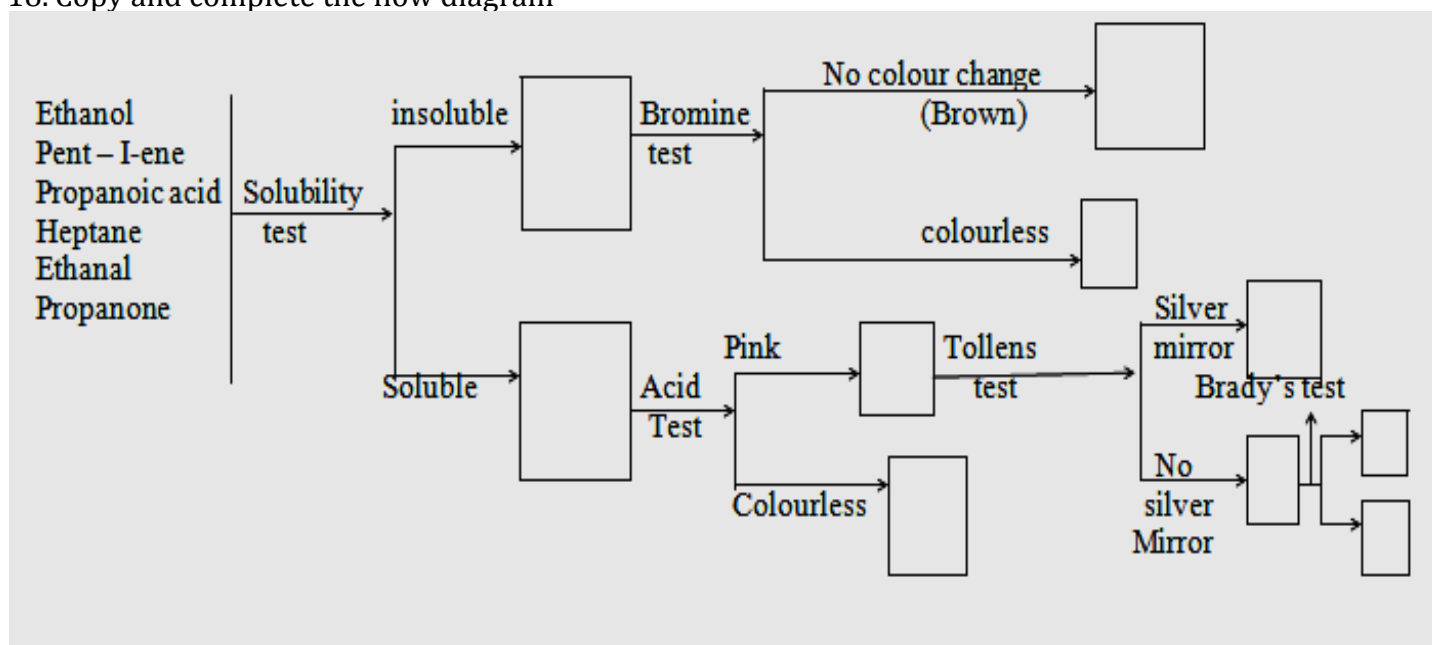 18. Copy and complete the flow diagram
Ethanol
Pent – I-ene
Propanoic acid
Heptane
Ethanal
Propanone
Solubility
test
insoluble
Bromine
test
No colour change
(Brown)
colourless
Soluble
Acid
Test
Pink
Colourless
Tollens
test
Silver
mirror
Brady's test
No
silver
Mirror